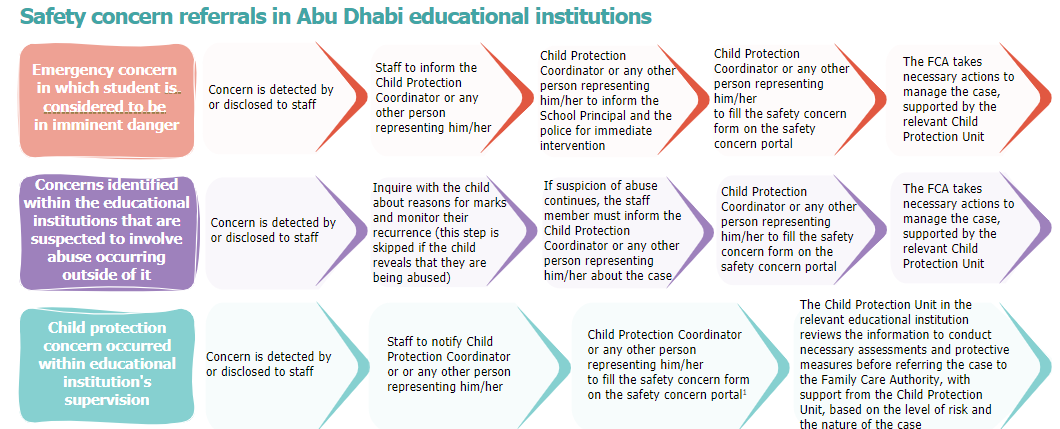 Safety concern referrals in Abu Dhabi educational institutions
Emergency concern
in which student is
considered to be
in imminent danger
Concern is detected by
or disclosed to staff
Staff to inform the
Child Protection
Coordinator or any
other person
representing him/her
Child Protection
Coordinator or any other
person representing
him/her to inform the
School Principal and the
police for immediate
intervention
Child Protection
Coordinator or any other
person representing
him/her
to fill the safety concern
form on the safety
concern portal
The FCA takes
necessary actions to
manage the case,
supported by the
relevant Child
Protection Unit
Concerns identified
within the educational
institutions that are
suspected to involve
abuse occurring
outside of it
Concern is detected by
or disclosed to staff
Inquire with the child
about reasons for marks
and monitor their
recurrence (this step is
skipped if the child
reveals that they are
being abused)
If suspicion of abuse
continues, the staff
member must inform the
Child Protection
Coordinator or any other
person representing
him/her about the case
Child Protection
Coordinator or any other
person representing
him/her to fill the safety
concern form on the
safety concern portal
The FCA takes
necessary actions to
manage the case,
supported by the
relevant Child
Protection Unit
Child protection
concern occurred
within educational
institution's
supervision
Concern is detected by
or disclosed to staff
Staff to notify Child
Protection Coordinator
or or any other person
representing him/her
Child Protection Coordinator
or any other person
representing him/her
to fill the safety concern form
on the safety concern portal¹
The Child Protection Unit in the
relevant educational institution
reviews the information to conduct
necessary assessments and protective
measures before referring the case to
the Family Care Authority, with
support from the Child Protection
Unit, based on the level of risk and
the nature of the case